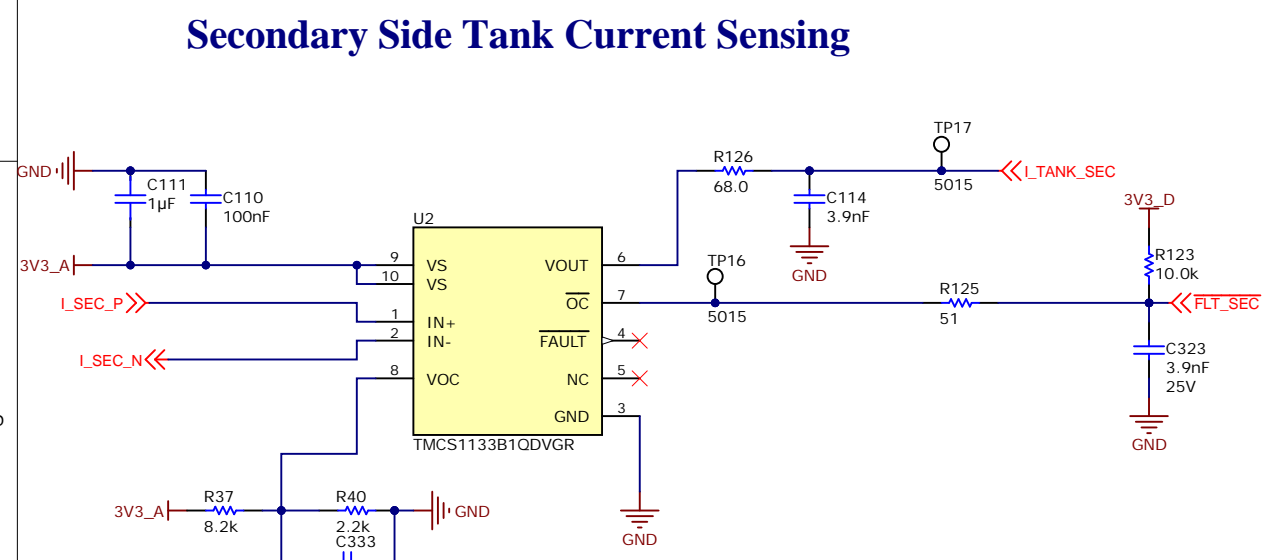 Secondary Side Tank Current Sensing
TP17
R126
68.0
GND
C111
1µF
C110
100nF
C114
3.9nF
5015
I_TANK_SEC
3V3_D
U2
3V3_A
9
VS
10
VS
VOUT
6
GND
TP16
R123
10.0k
I_SEC_P
1
IN+
OC
7
5015
R125
51
FLT_SEC
I_SEC_N
2
IN-
FAULT
4
C323
3.9nF
25V
8
VOC
NC
5
GND
3
GND
TMCS1133B1QDVGR
3V3_A
R37
8.2k
R40
2.2k
GND
C333
GND